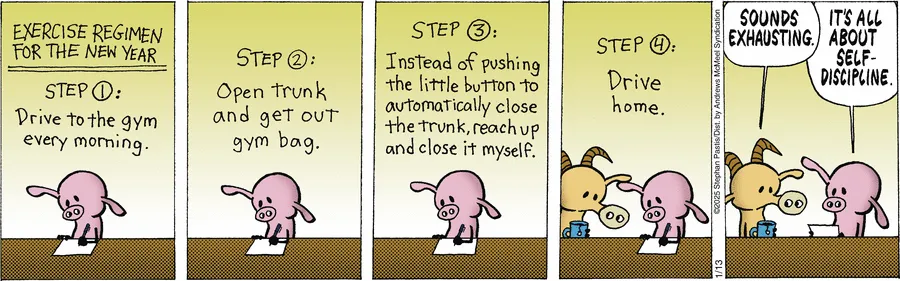 EXERCISE REGIMEN
FOR THE NEW YEAR
STEP ①:
Drive to the gym
every morning.
STEP ②:
Open trunk
and get out
gym bag.
STEP ③:
Instead of pushing
the little button to
automatically close
the trunk, reach up
and close it myself.
STEP ④:
Drive
home.
©2025 Stephan Pastis/Dist. by Andrews McMeel Syndication
1/13
SOUNDS
EXHAUSTING.
IT'S ALL
ABOUT
SELF-
DISCIPLINE.